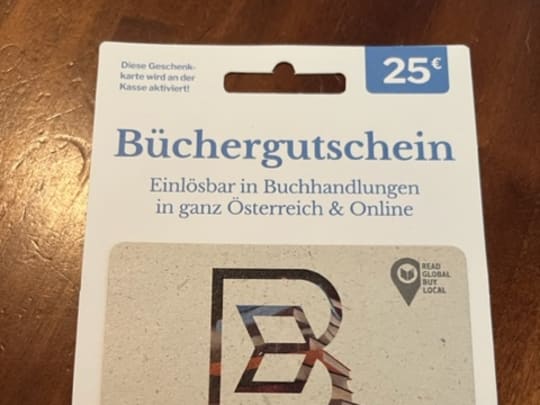 Diese Geschenk-
karte wird an der
Kasse aktiviert!
25€
Büchergutschein
Einlösbar in Buchhandlungen
in ganz Österreich & Online
READ
GLOBAL
BUY
LOCAL
B